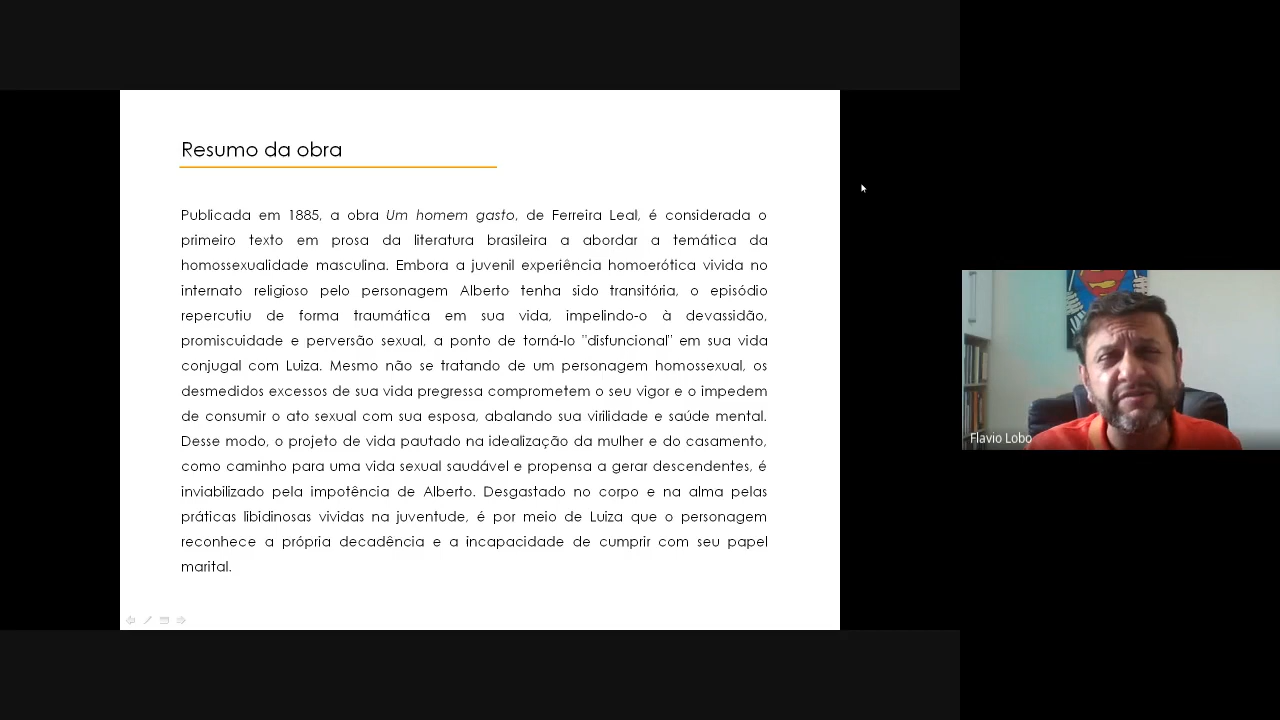 Resumo da obra
Publicada em 1885, a obra Um homem gasto, de Ferreira Leal, é considerada o
primeiro texto em prosa da literatura brasileira a abordar a temática da
homossexualidade masculina. Embora a juvenil experiência homoerótica vivida no
internato religioso pelo personagem Alberto tenha sido transitória, o episódio
repercutiu de forma traumática em sua vida, impelindo-o à devassidão,
promiscuidade e perversão sexual, a ponto de torná-lo "disfuncional" em sua vida
conjugal com Luiza. Mesmo não se tratando de um personagem homossexual, os
desmedidos excessos de sua vida pregressa comprometem o seu vigor e o impedem
de consumir o ato sexual com sua esposa, abalando sua virilidade e saúde mental.
Desse modo, o projeto de vida pautado na idealização da mulher e do casamento,
como caminho para uma vida sexual saudável e propensa a gerar descendentes, é
inviabilizado pela impotência de Alberto. Desgastado no corpo e na alma pelas
práticas libidinosas vividas na juventude, é por meio de Luiza que o personagem
reconhece a própria decadência e a incapacidade de cumprir com seu papel
marital.
Flavio Lobo